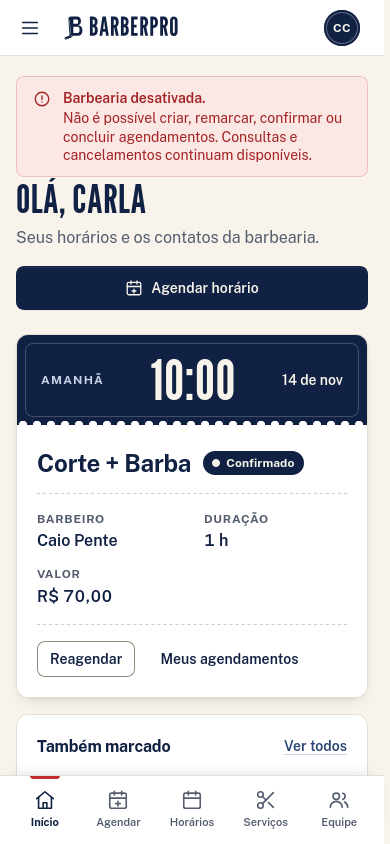 BARBERPRO
CC
Barbearia desativada.
Não é possível criar, remarcar, confirmar ou
concluir agendamentos. Consultas e
cancelamentos continuam disponíveis.
OLÁ, CARLA
Seus horários e os contatos da barbearia.
Agendar horário
AMANHÃ
10:00
14 de nov
Corte + Barba
Confirmado
BARBEIRO
DURAÇÃO
Caio Pente
1 h
VALOR
R$ 70,00
Reagendar
Meus agendamentos
Também marcado
Ver todos
Início
Agendar
Horários
Serviços
Equipe